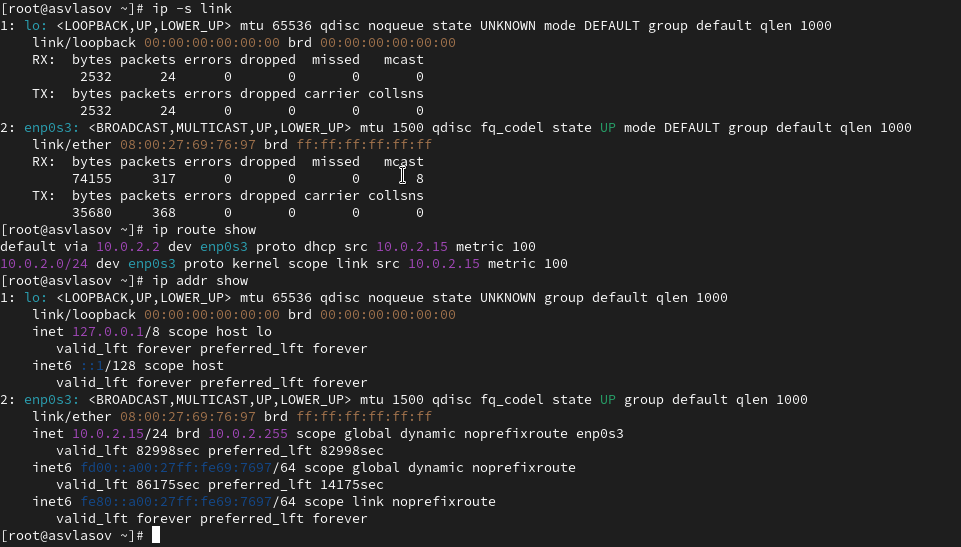 [root@asvlasov ~]# ip -s link
1: lo: <LOOPBACK,UP,LOWER_UP> mtu 65536 qdisc noqueue state UNKNOWN mode DEFAULT group default qlen 1000
    link/loopback 00:00:00:00:00:00 brd 00:00:00:00:00:00
    RX:  bytes packets errors dropped  missed   mcast
          2532      24      0       0       0       0
    TX:  bytes packets errors dropped carrier collsns
          2532      24      0       0       0       0
2: enp0s3: <BROADCAST,MULTICAST,UP,LOWER_UP> mtu 1500 qdisc fq_codel state UP mode DEFAULT group default qlen 1000
    link/ether 08:00:27:69:76:97 brd ff:ff:ff:ff:ff:ff
    RX:  bytes packets errors dropped  missed   mcast
         74155     317      0       0       0       8
    TX:  bytes packets errors dropped carrier collsns
         35680     368      0       0       0       0
[root@asvlasov ~]# ip route show
default via 10.0.2.2 dev enp0s3 proto dhcp src 10.0.2.15 metric 100
10.0.2.0/24 dev enp0s3 proto kernel scope link src 10.0.2.15 metric 100
[root@asvlasov ~]# ip addr show
1: lo: <LOOPBACK,UP,LOWER_UP> mtu 65536 qdisc noqueue state UNKNOWN group default qlen 1000
    link/loopback 00:00:00:00:00:00 brd 00:00:00:00:00:00
    inet 127.0.0.1/8 scope host lo
       valid_lft forever preferred_lft forever
    inet6 ::1/128 scope host
       valid_lft forever preferred_lft forever
2: enp0s3: <BROADCAST,MULTICAST,UP,LOWER_UP> mtu 1500 qdisc fq_codel state UP group default qlen 1000
    link/ether 08:00:27:69:76:97 brd ff:ff:ff:ff:ff:ff
    inet 10.0.2.15/24 brd 10.0.2.255 scope global dynamic noprefixroute enp0s3
       valid_lft 82998sec preferred_lft 82998sec
    inet6 fd00::a00:27ff:fe69:7697/64 scope global dynamic noprefixroute
       valid_lft 86175sec preferred_lft 14175sec
    inet6 fe80::a00:27ff:fe69:7697/64 scope link noprefixroute
       valid_lft forever preferred_lft forever
[root@asvlasov ~]#